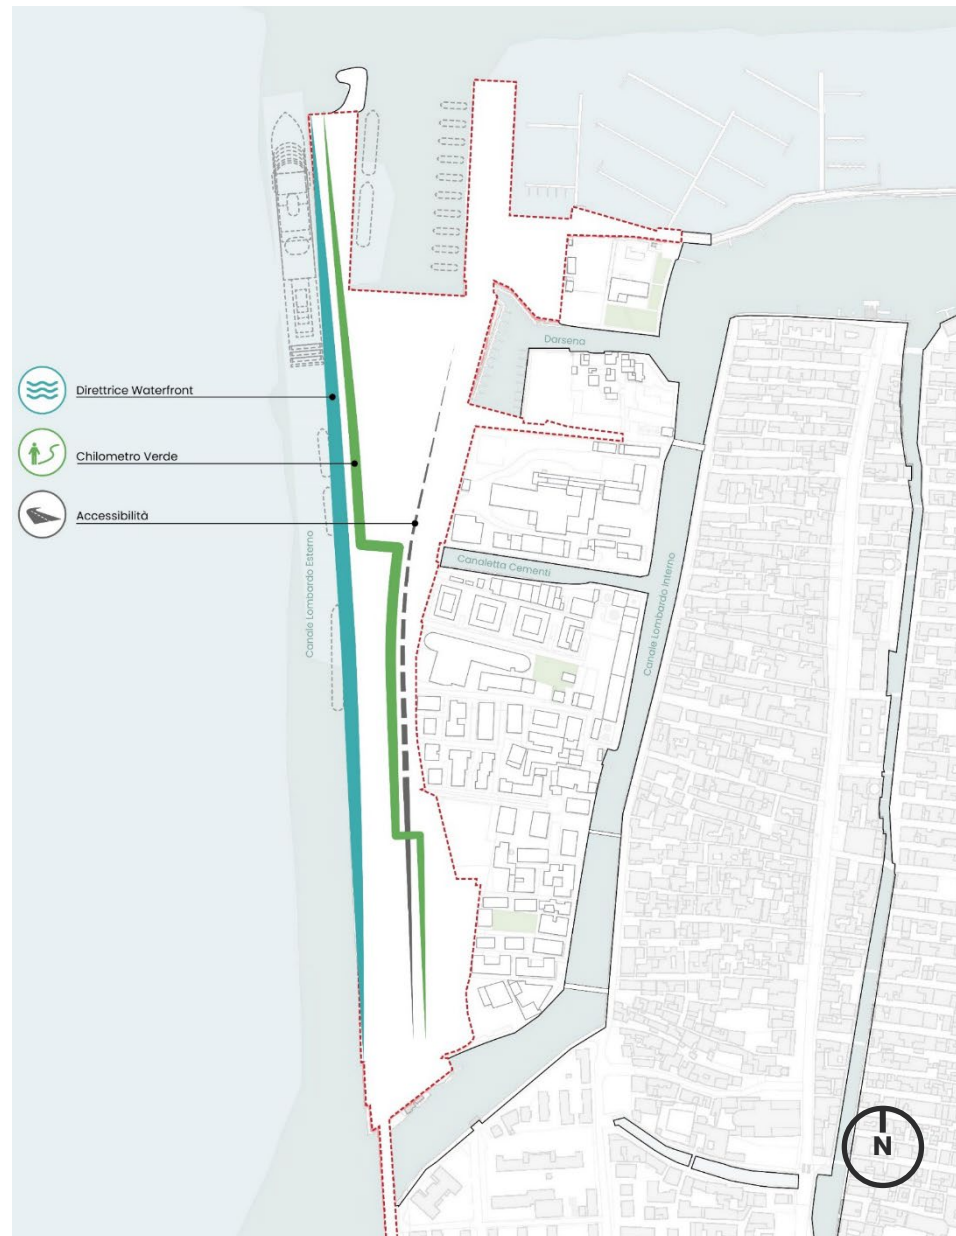 Darsena
Direttrice Waterfront
Chilometro Verde
Accessibilità
Canale Lombardo Esterno
Canaletta Cementi
Canale Lombardo Interno
N